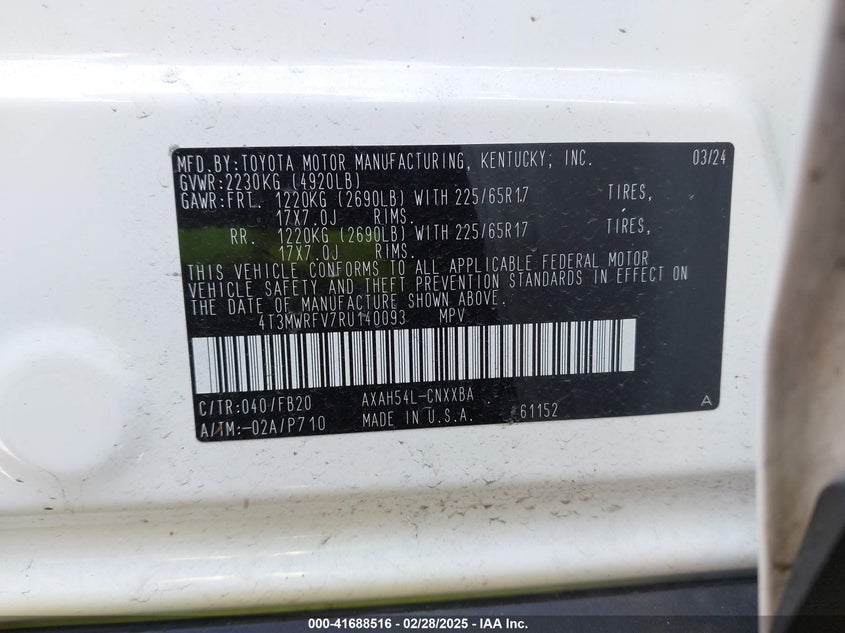 MFD.BY:TOYOTA MOTOR MANUFACTURING, KENTUCKY, INC. 03/24
GVWR:2230KG (4920LB)
GAWR:FRT. 1220KG (2690LB) WITH 225/65R17 TIRES,
17X7.0J RIMS.
RR. 1220KG (2690LB) WITH 225/65R17 TIRES,
17X7.0J RIMS.
THIS VEHICLE CONFORMS TO ALL APPLICABLE FEDERAL MOTOR
VEHICLE SAFETY AND THEFT PREVENTION STANDARDS IN EFFECT ON
THE DATE OF MANUFACTURE SHOWN ABOVE.
4T3MWRFV7RU140093 MPV
C/TR:040/FB20 AXAH54L-CNXXBA
A/TM:-02A/P710 MADE IN U.S.A. 61152 A
000-41688516 - 02/28/2025 - IAA Inc.